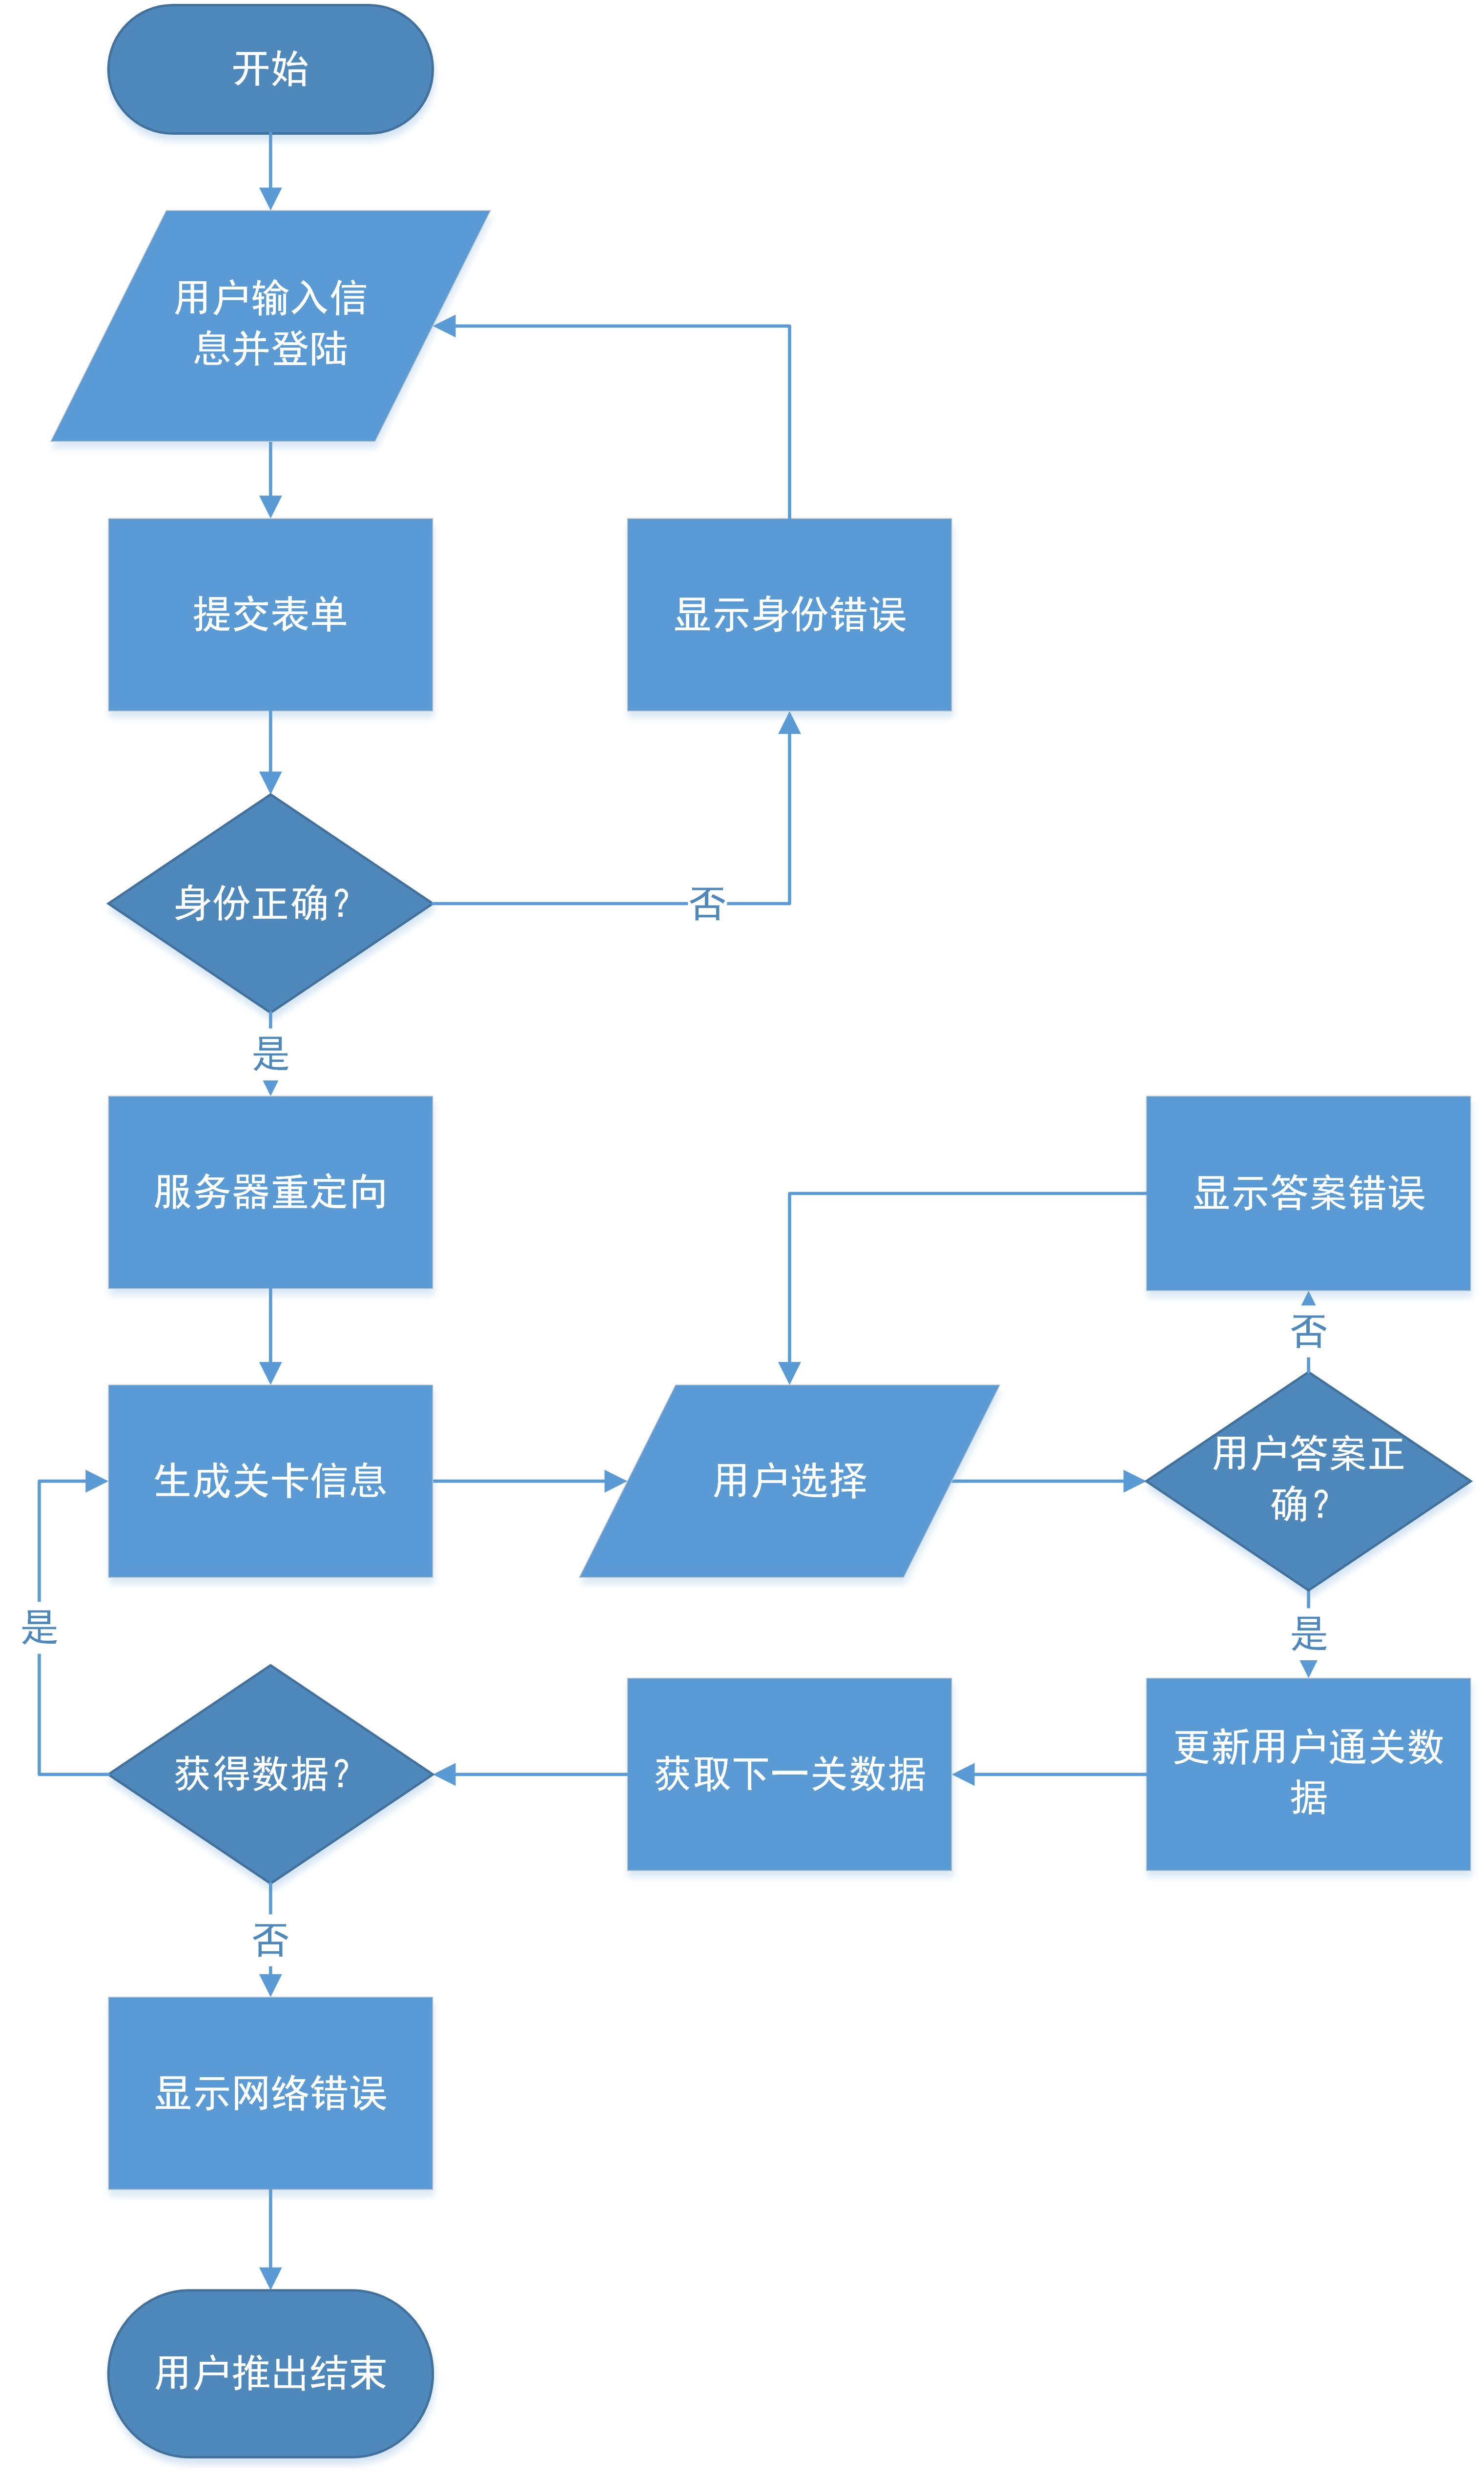 开始
用户输入信
息并登陆
提交表单
显示身份错误
身份正确？
否
是
服务器重定向
显示答案错误
否
生成关卡信息
用户选择
用户答案正
确？
是
是
获得数据？
获取下一关数据
更新用户通关数
据
否
显示网络错误
用户推出结束